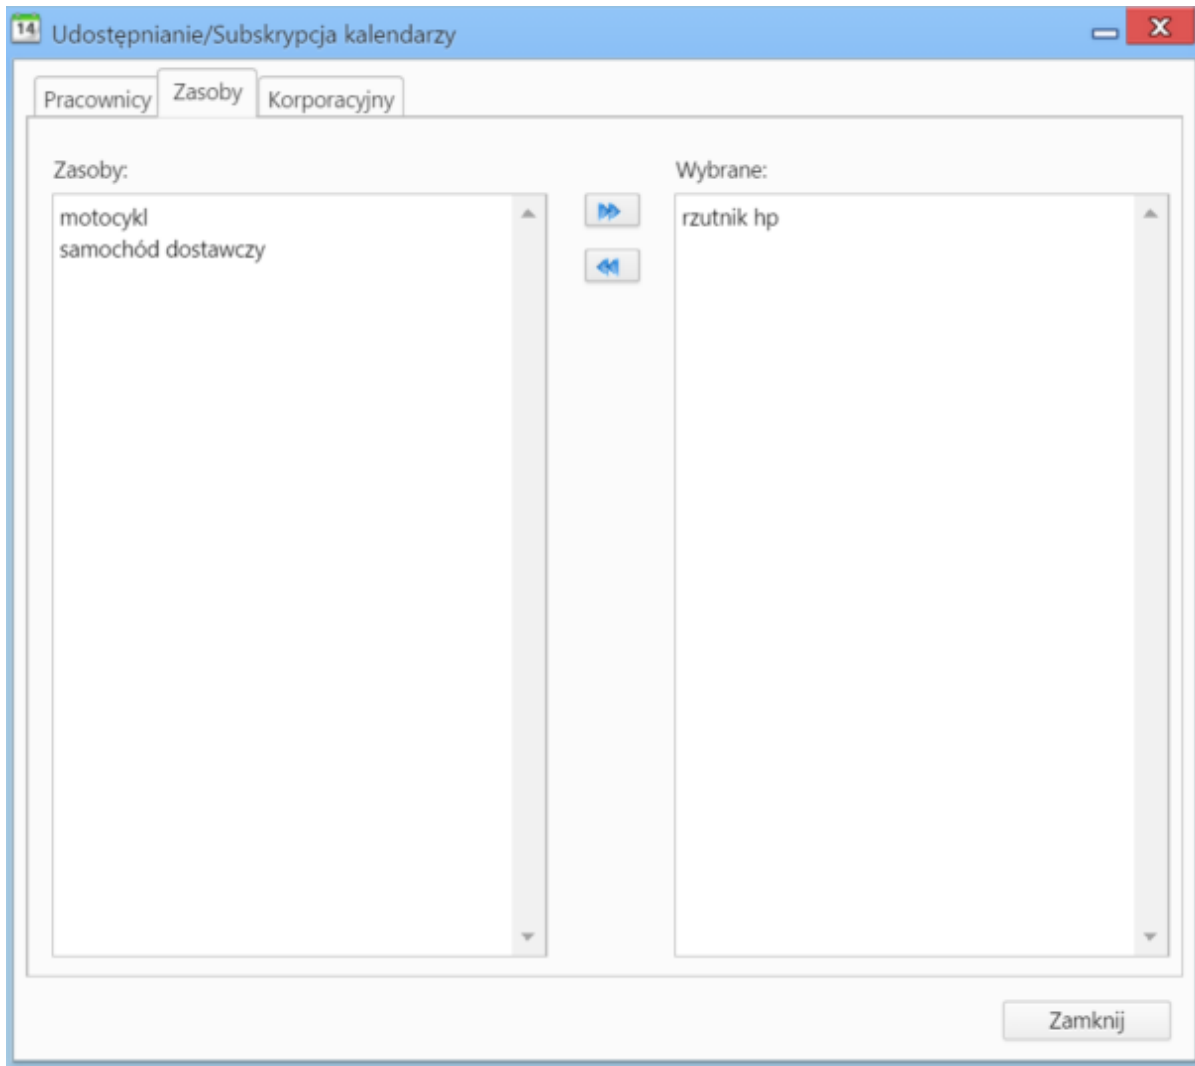 14 Udostępnianie/Subskrypcja kalendarzy
Pracownicy Zasoby Korporacyjny
Zasoby:
motocykl
samochód dostawczy
Wybrane:
rzutnik hp
Zamknij